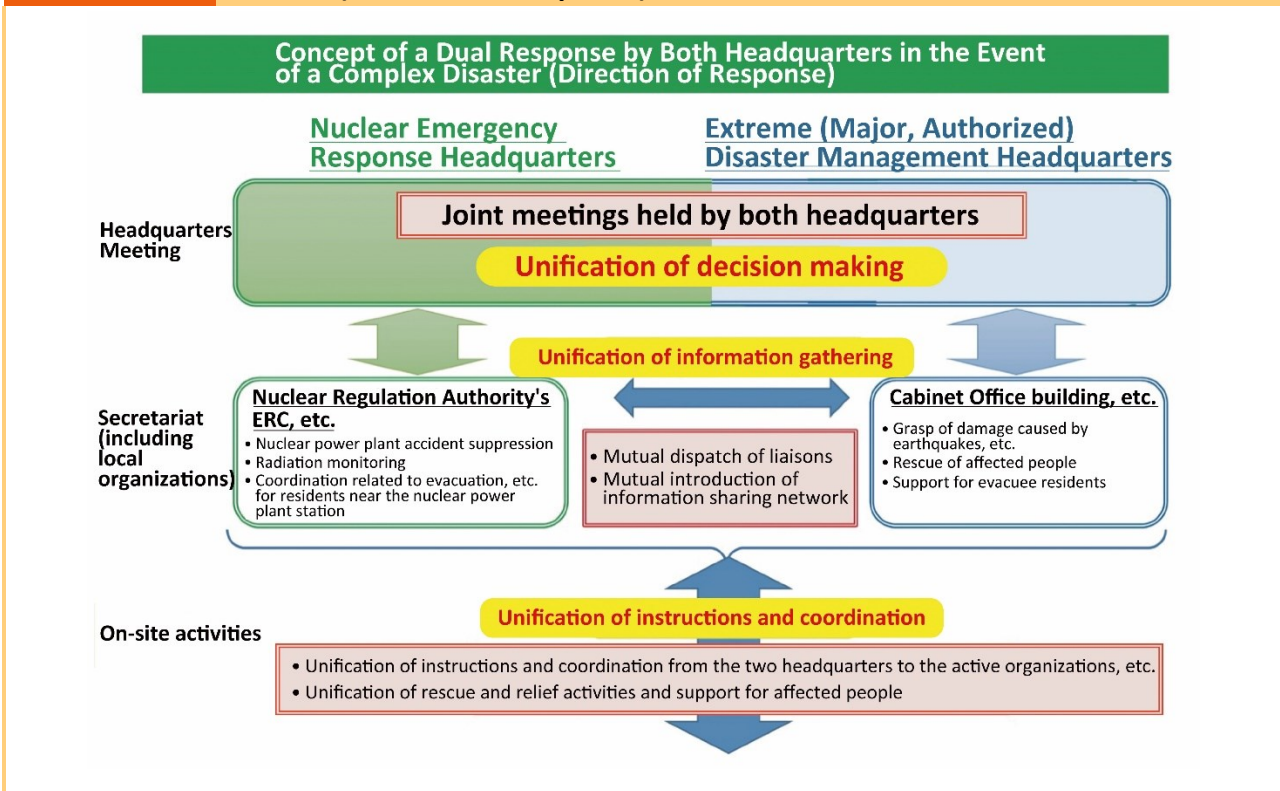 Concept of a Dual Response by Both Headquarters in the Event
of a Complex Disaster (Direction of Response)
Nuclear Emergency
Response Headquarters
Extreme (Major, Authorized)
Disaster Management Headquarters
Headquarters
Meeting
Joint meetings held by both headquarters
Unification of decision making
Unification of information gathering
Secretariat
(including
local
organizations)
Nuclear Regulation Authority's
ERC, etc.
• Nuclear power plant accident suppression
• Radiation monitoring
• Coordination related to evacuation, etc.
for residents near the nuclear power
plant station
• Mutual dispatch of liaisons
• Mutual introduction of
information sharing network
Cabinet Office building, etc.
• Grasp of damage caused by
earthquakes, etc.
• Rescue of affected people
• Support for evacuee residents
On-site activities
Unification of instructions and coordination
• Unification of instructions and coordination from the two headquarters to the active organizations, etc.
• Unification of rescue and relief activities and support for affected people